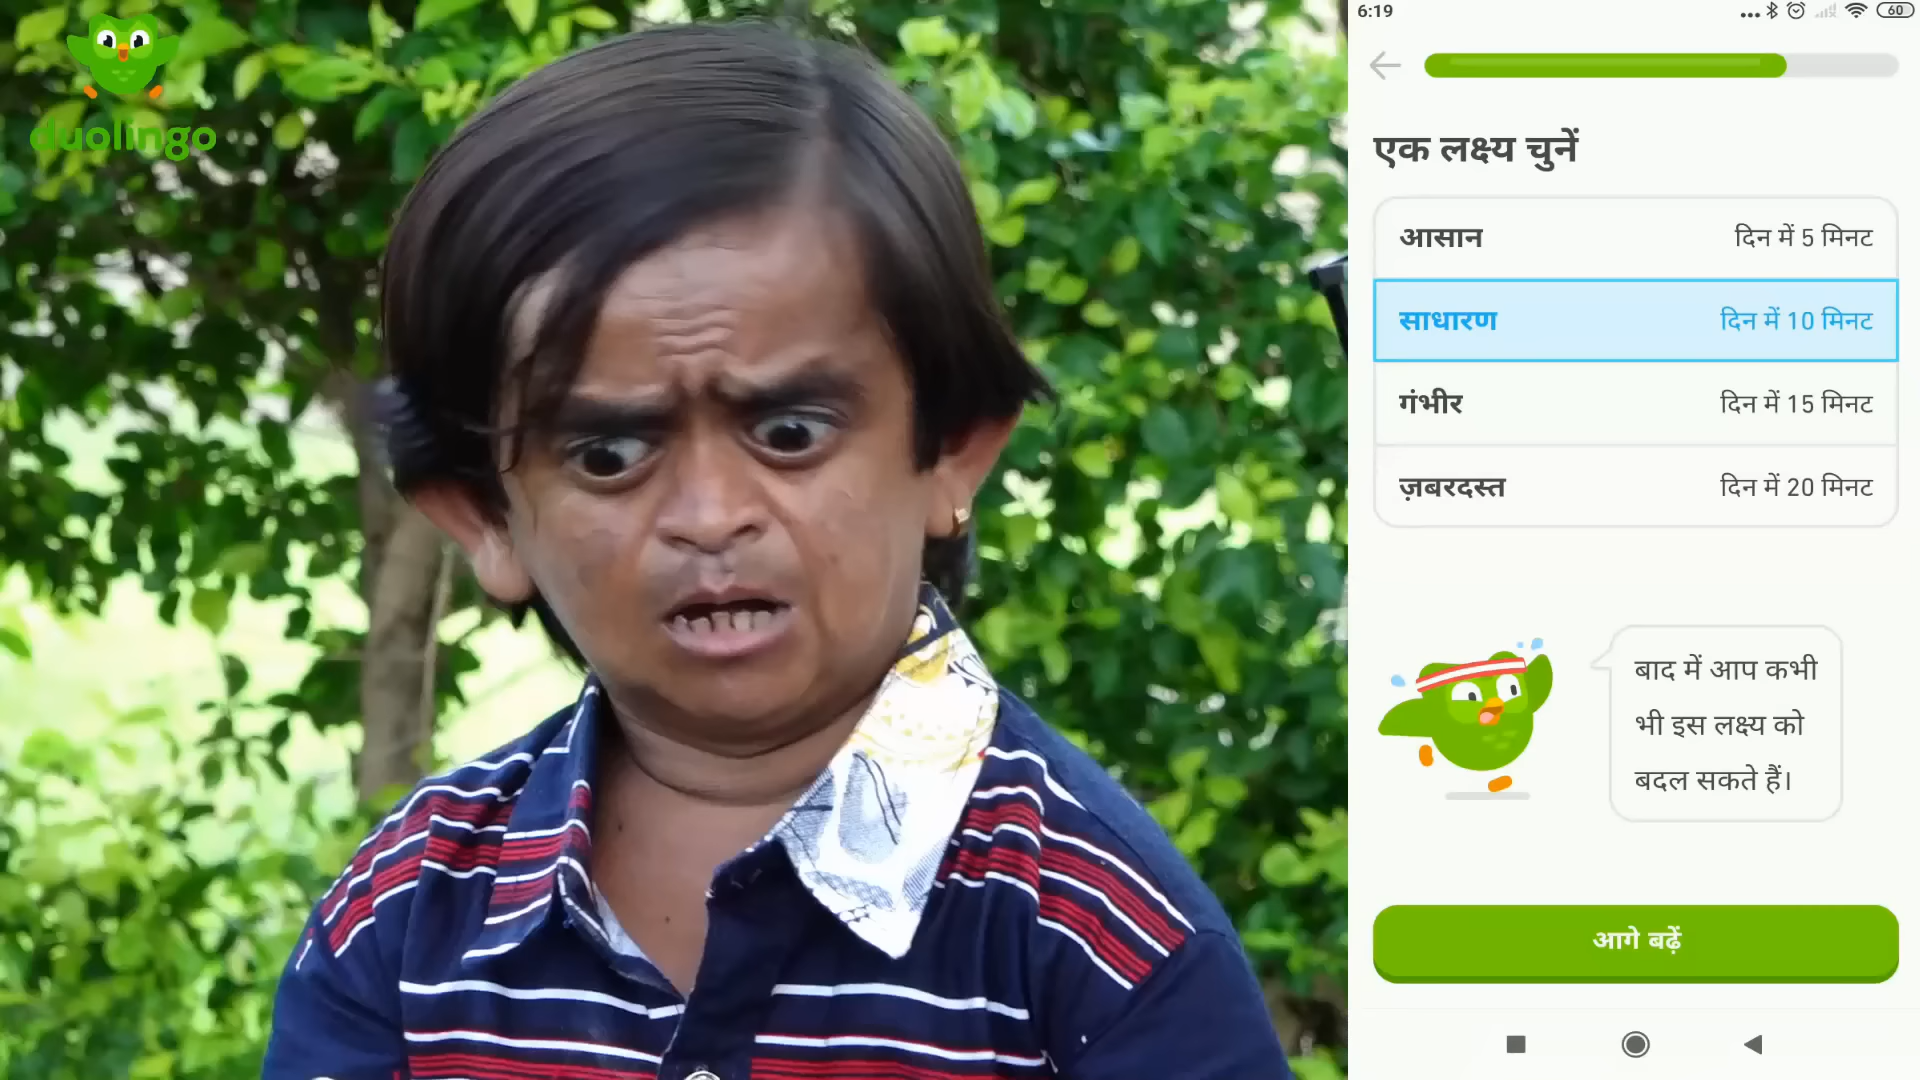 duolingo
6:19
60
एक लक्ष्य चुनें
आसान दिन में 5 मिनट
साधारण दिन में 10 मिनट
गंभीर दिन में 15 मिनट
ज़बरदस्त दिन में 20 मिनट
बाद में आप कभी
भी इस लक्ष्य को
बदल सकते हैं।
आगे बढ़ें